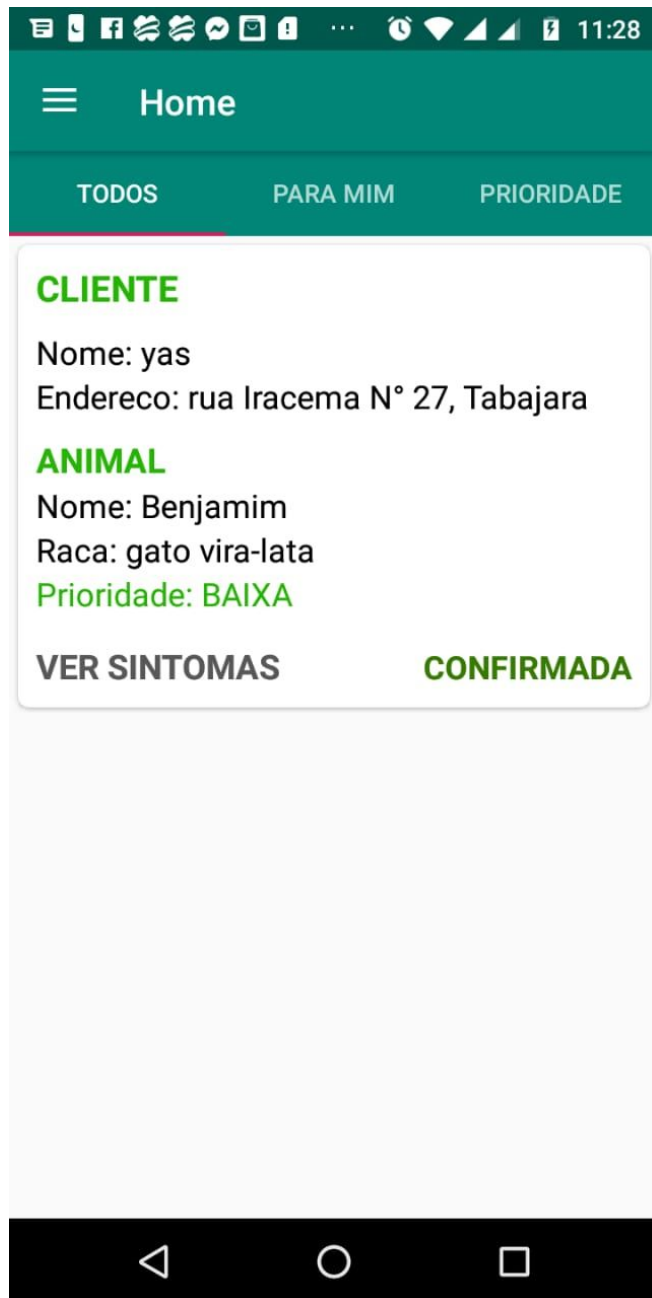 11:28
Home
TODOS PARA MIM PRIORIDADE
CLIENTE
Nome: yas
Endereco: rua Iracema N° 27, Tabajara
ANIMAL
Nome: Benjamim
Raca: gato vira-lata
Prioridade: BAIXA
VER SINTOMAS CONFIRMADA